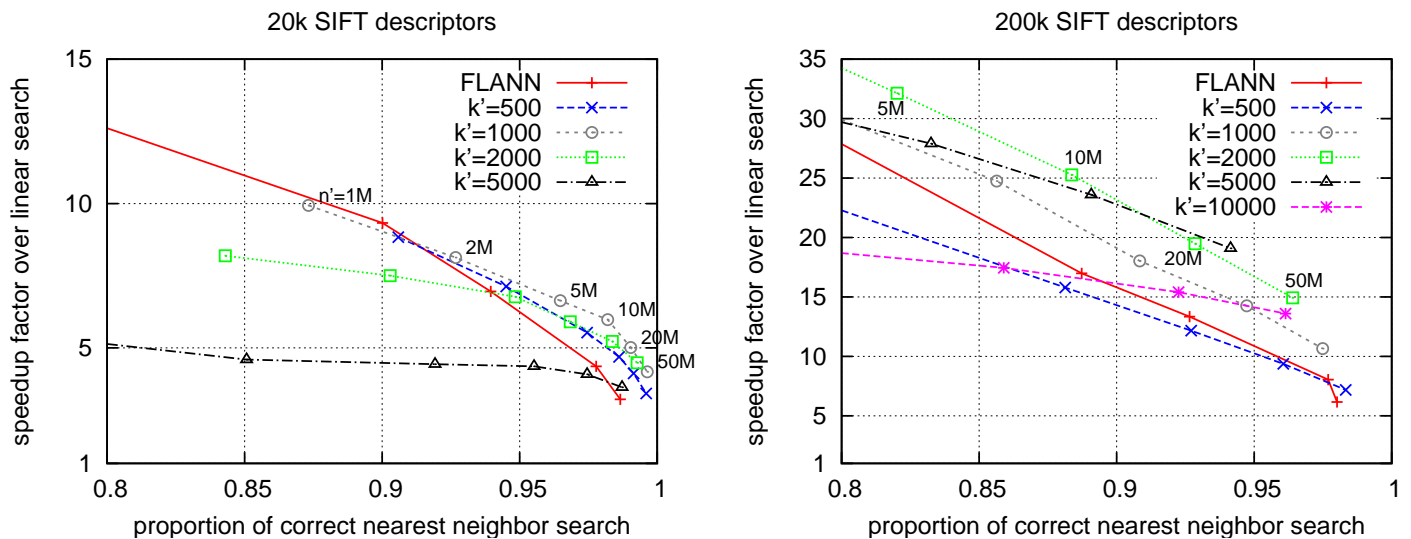 20k SIFT descriptors
speedup factor over linear search
15
10
5
1
0.8
0.85
0.9
0.95
1
proportion of correct nearest neighbor search
FLANN
k'=500
k'=1000
k'=2000
k'=5000
n'=1M
2M
5M
10M
20M
50M
200k SIFT descriptors
speedup factor over linear search
35
30
25
20
15
10
5
1
0.8
0.85
0.9
0.95
1
proportion of correct nearest neighbor search
FLANN
k'=500
k'=1000
k'=2000
k'=5000
k'=10000
5M
10M
20M
50M